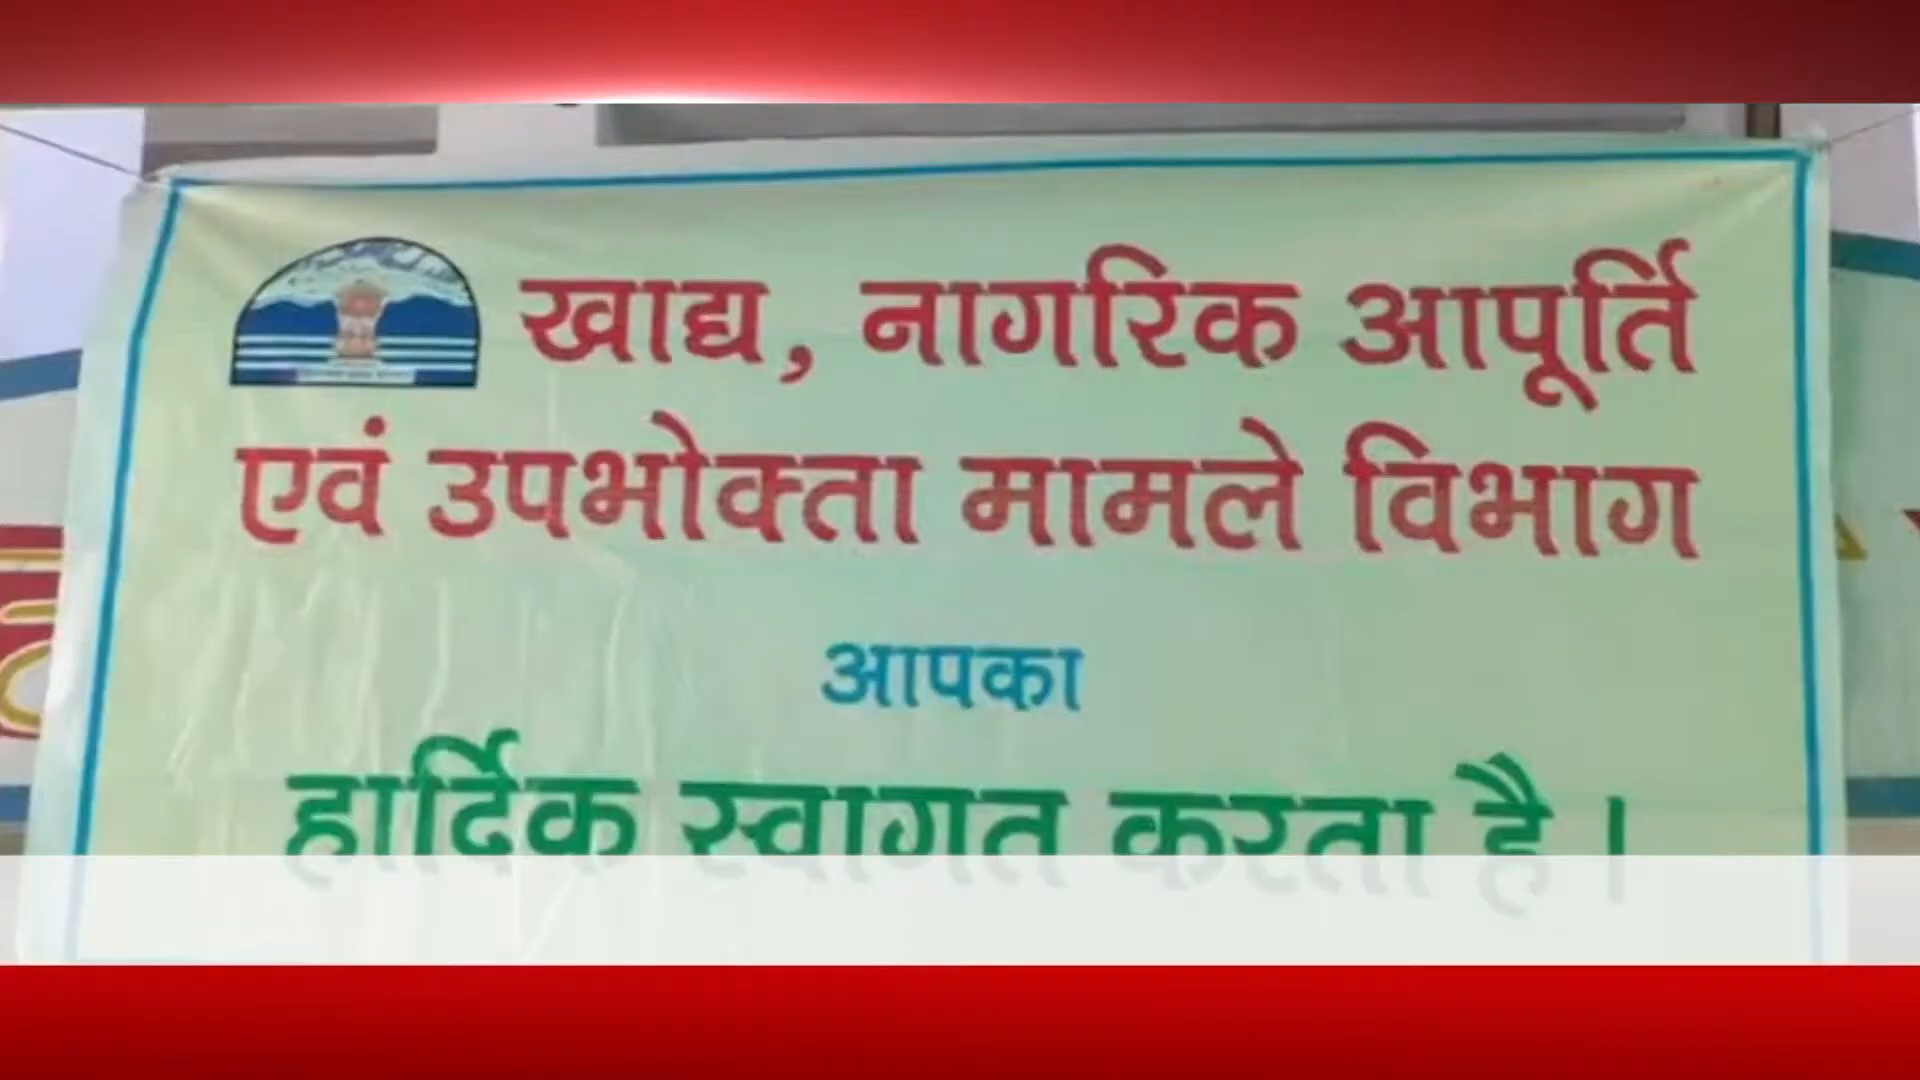 खाद्य, नागरिक आपूर्ति
एवं उपभोक्ता मामले विभाग
आपका
हार्दिक स्वागत करता है।